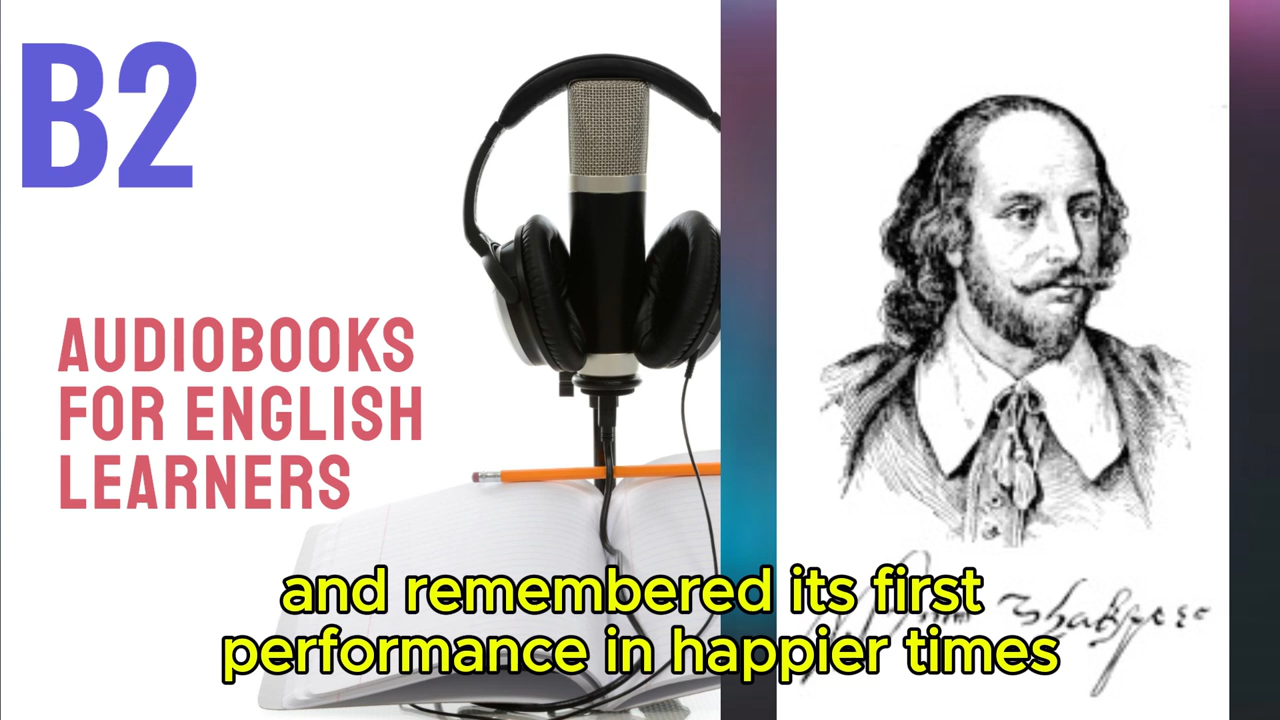 B2
AUDIOBOOKS
FOR ENGLISH
LEARNERS
and remembered its first
performance in happier times